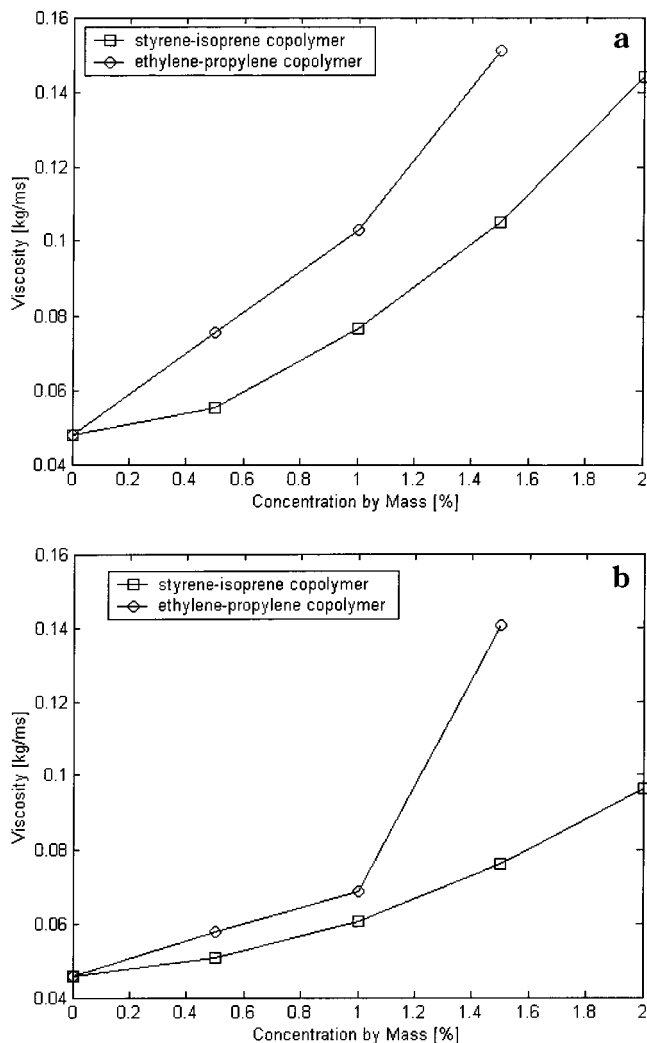 a
styrene-isoprene copolymer
ethylene-propylene copolymer
0.16
0.14
0.12
0.1
0.08
0.06
0.04
Viscosity [kg/ms]
0 0.2 0.4 0.6 0.8 1 1.2 1.4 1.6 1.8 2
Concentration by Mass [%]
b
styrene-isoprene copolymer
ethylene-propylene copolymer
0.16
0.14
0.12
0.1
0.08
0.06
0.04
Viscosity [kg/ms]
0 0.2 0.4 0.6 0.8 1 1.2 1.4 1.6 1.8 2
Concentration by Mass [%]